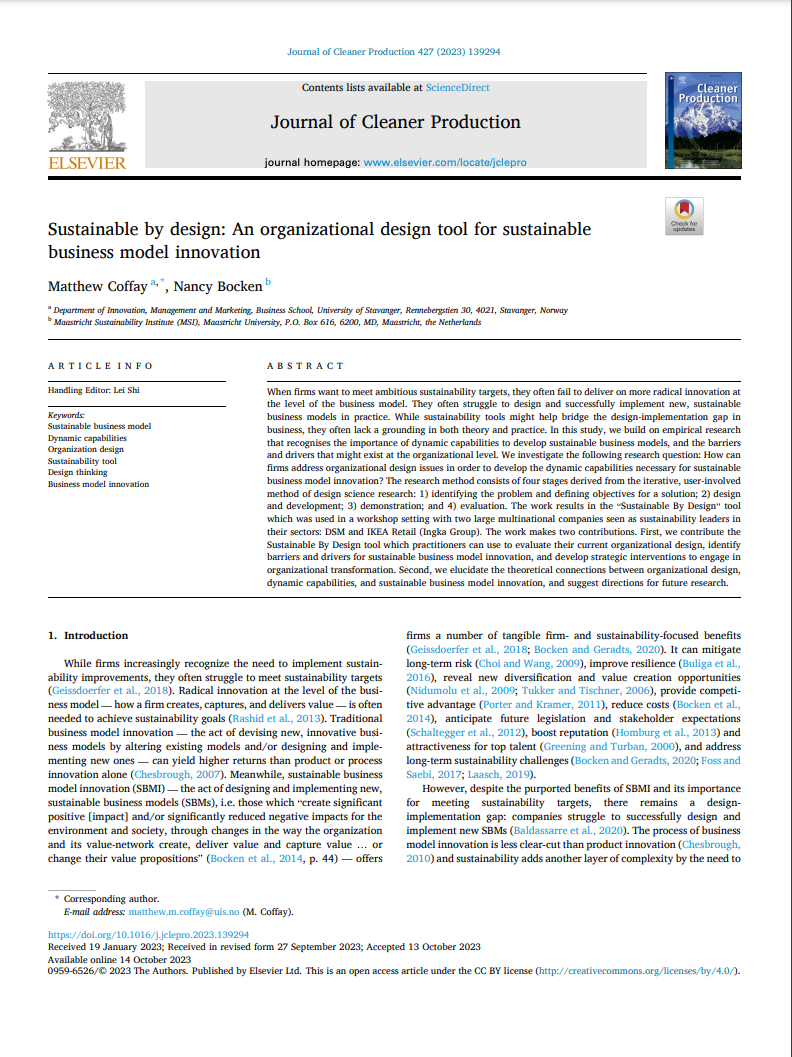 Journal of Cleaner Production 427 (2023) 139294
Contents lists available at ScienceDirect
Journal of Cleaner Production
journal homepage: www.elsevier.com/locate/jclepro
ELSEVIER
Cleaner
Production
Check for
updates
Sustainable by design: An organizational design tool for sustainable
business model innovation
Matthew Coffay a,*, Nancy Bocken b
a Department of Innovation, Management and Marketing, Business School, University of Stavanger, Rennebergstien 30, 4021, Stavanger, Norway
b Maastricht Sustainability Institute (MSI), Maastricht University, P.O. Box 616, 6200, MD, Maastricht, the Netherlands
ARTICLE INFO
Handling Editor: Lei Shi
Keywords:
Sustainable business model
Dynamic capabilities
Organization design
Sustainability tool
Design thinking
Business model innovation
ABSTRACT
When firms want to meet ambitious sustainability targets, they often fail to deliver on more radical innovation at
the level of the business model. They often struggle to design and successfully implement new, sustainable
business models in practice. While sustainability tools might help bridge the design-implementation gap in
business, they often lack a grounding in both theory and practice. In this study, we build on empirical research
that recognises the importance of dynamic capabilities to develop sustainable business models, and the barriers
and drivers that might exist at the organizational level. We investigate the following research question: How can
firms address organizational design issues in order to develop the dynamic capabilities necessary for sustainable
business model innovation? The research method consists of four stages derived from the iterative, user-involved
method of design science research: 1) identifying the problem and defining objectives for a solution; 2) design
and development; 3) demonstration; and 4) evaluation. The work results in the "Sustainable By Design" tool
which was used in a workshop setting with two large multinational companies seen as sustainability leaders in
their sectors: DSM and IKEA Retail (Ingka Group). The work makes two contributions. First, we contribute the
Sustainable By Design tool which practitioners can use to evaluate their current organizational design, identify
barriers and drivers for sustainable business model innovation, and develop strategic interventions to engage in
organizational transformation. Second, we elucidate the theoretical connections between organizational design,
dynamic capabilities, and sustainable business model innovation, and suggest directions for future research.
1. Introduction
While firms increasingly recognize the need to implement sustain-
ability improvements, they often struggle to meet sustainability targets
(Geissdoerfer et al., 2018). Radical innovation at the level of the busi-
ness model — how a firm creates, captures, and delivers value — is often
needed to achieve sustainability goals (Rashid et al., 2013). Traditional
business model innovation — the act of devising new, innovative busi-
ness models by altering existing models and/or designing and imple-
menting new ones — can yield higher returns than product or process
innovation alone (Chesbrough, 2007). Meanwhile, sustainable business
model innovation (SBMI) — the act of designing and implementing new,
sustainable business models (SBMs), i.e. those which "create significant
positive [impact] and/or significantly reduced negative impacts for the
environment and society, through changes in the way the organization
and its value-network create, deliver value and capture value … or
change their value propositions" (Bocken et al., 2014, p. 44) — offers
firms a number of tangible firm- and sustainability-focused benefits
(Geissdoerfer et al., 2018; Bocken and Geradts, 2020). It can mitigate
long-term risk (Choi and Wang, 2009), improve resilience (Buliga et al.,
2016), reveal new diversification and value creation opportunities
(Nidumolu et al., 2009; Tukker and Tischner, 2006), provide competi-
tive advantage (Porter and Kramer, 2011), reduce costs (Bocken et al.,
2014), anticipate future legislation and stakeholder expectations
(Schaltegger et al., 2012), boost reputation (Homburg et al., 2013) and
attractiveness for top talent (Greening and Turban, 2000), and address
long-term sustainability challenges (Bocken and Geradts, 2020; Foss and
Saebi, 2017; Laasch, 2019).
However, despite the purported benefits of SBMI and its importance
for meeting sustainability targets, there remains a design-
implementation gap: companies struggle to successfully design and
implement new SBMs (Baldassarre et al., 2020). The process of business
model innovation is less clear-cut than product innovation (Chesbrough,
2010) and sustainability adds another layer of complexity by the need to
* Corresponding author.
E-mail address: matthew.m.coffay@uis.no (M. Coffay).
https://doi.org/10.1016/j.jclepro.2023.139294
Received 19 January 2023; Received in revised form 27 September 2023; Accepted 13 October 2023
Available online 14 October 2023
0959-6526/© 2023 The Authors. Published by Elsevier Ltd. This is an open access article under the CC BY license (http://creativecommons.org/licenses/by/4.0/).